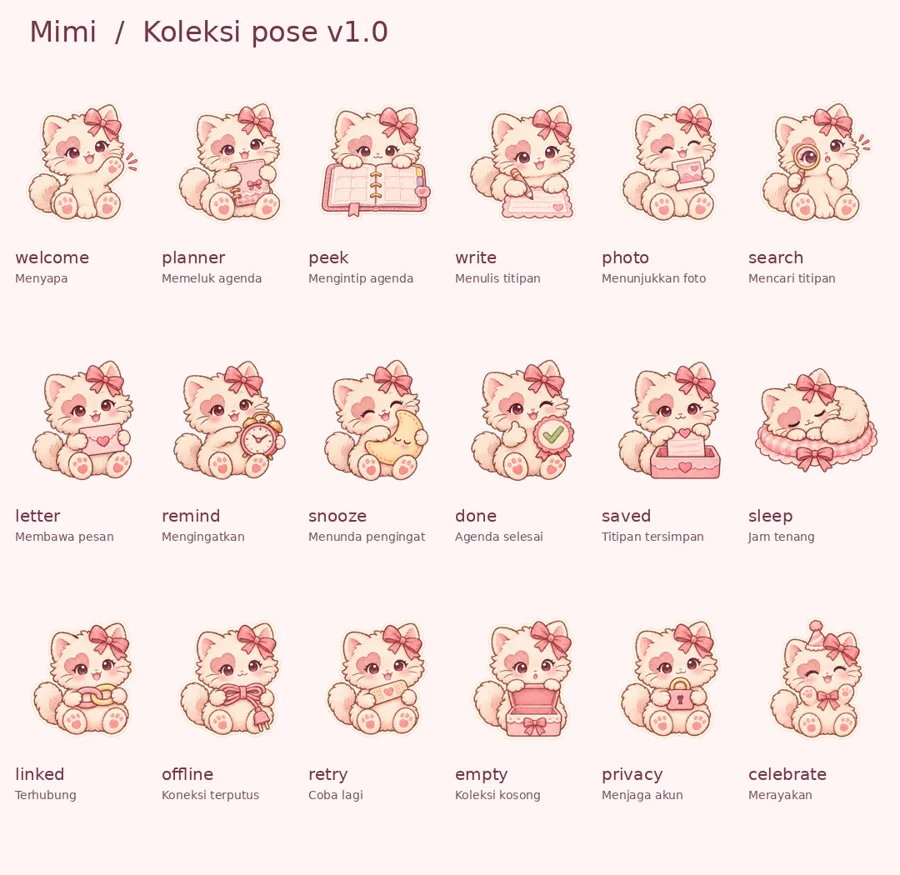 Mimi / Koleksi pose v1.0
welcome
Menyapa
planner
Memeluk agenda
peek
Mengintip agenda
write
Menulis titipan
photo
Menunjukkan foto
search
Mencari titipan
letter
Membawa pesan
remind
Mengingatkan
snooze
Menunda pengingat
done
Agenda selesai
saved
Titipan tersimpan
sleep
Jam tenang
linked
Terhubung
offline
Koneksi terputus
retry
Coba lagi
empty
Koleksi kosong
privacy
Menjaga akun
celebrate
Merayakan